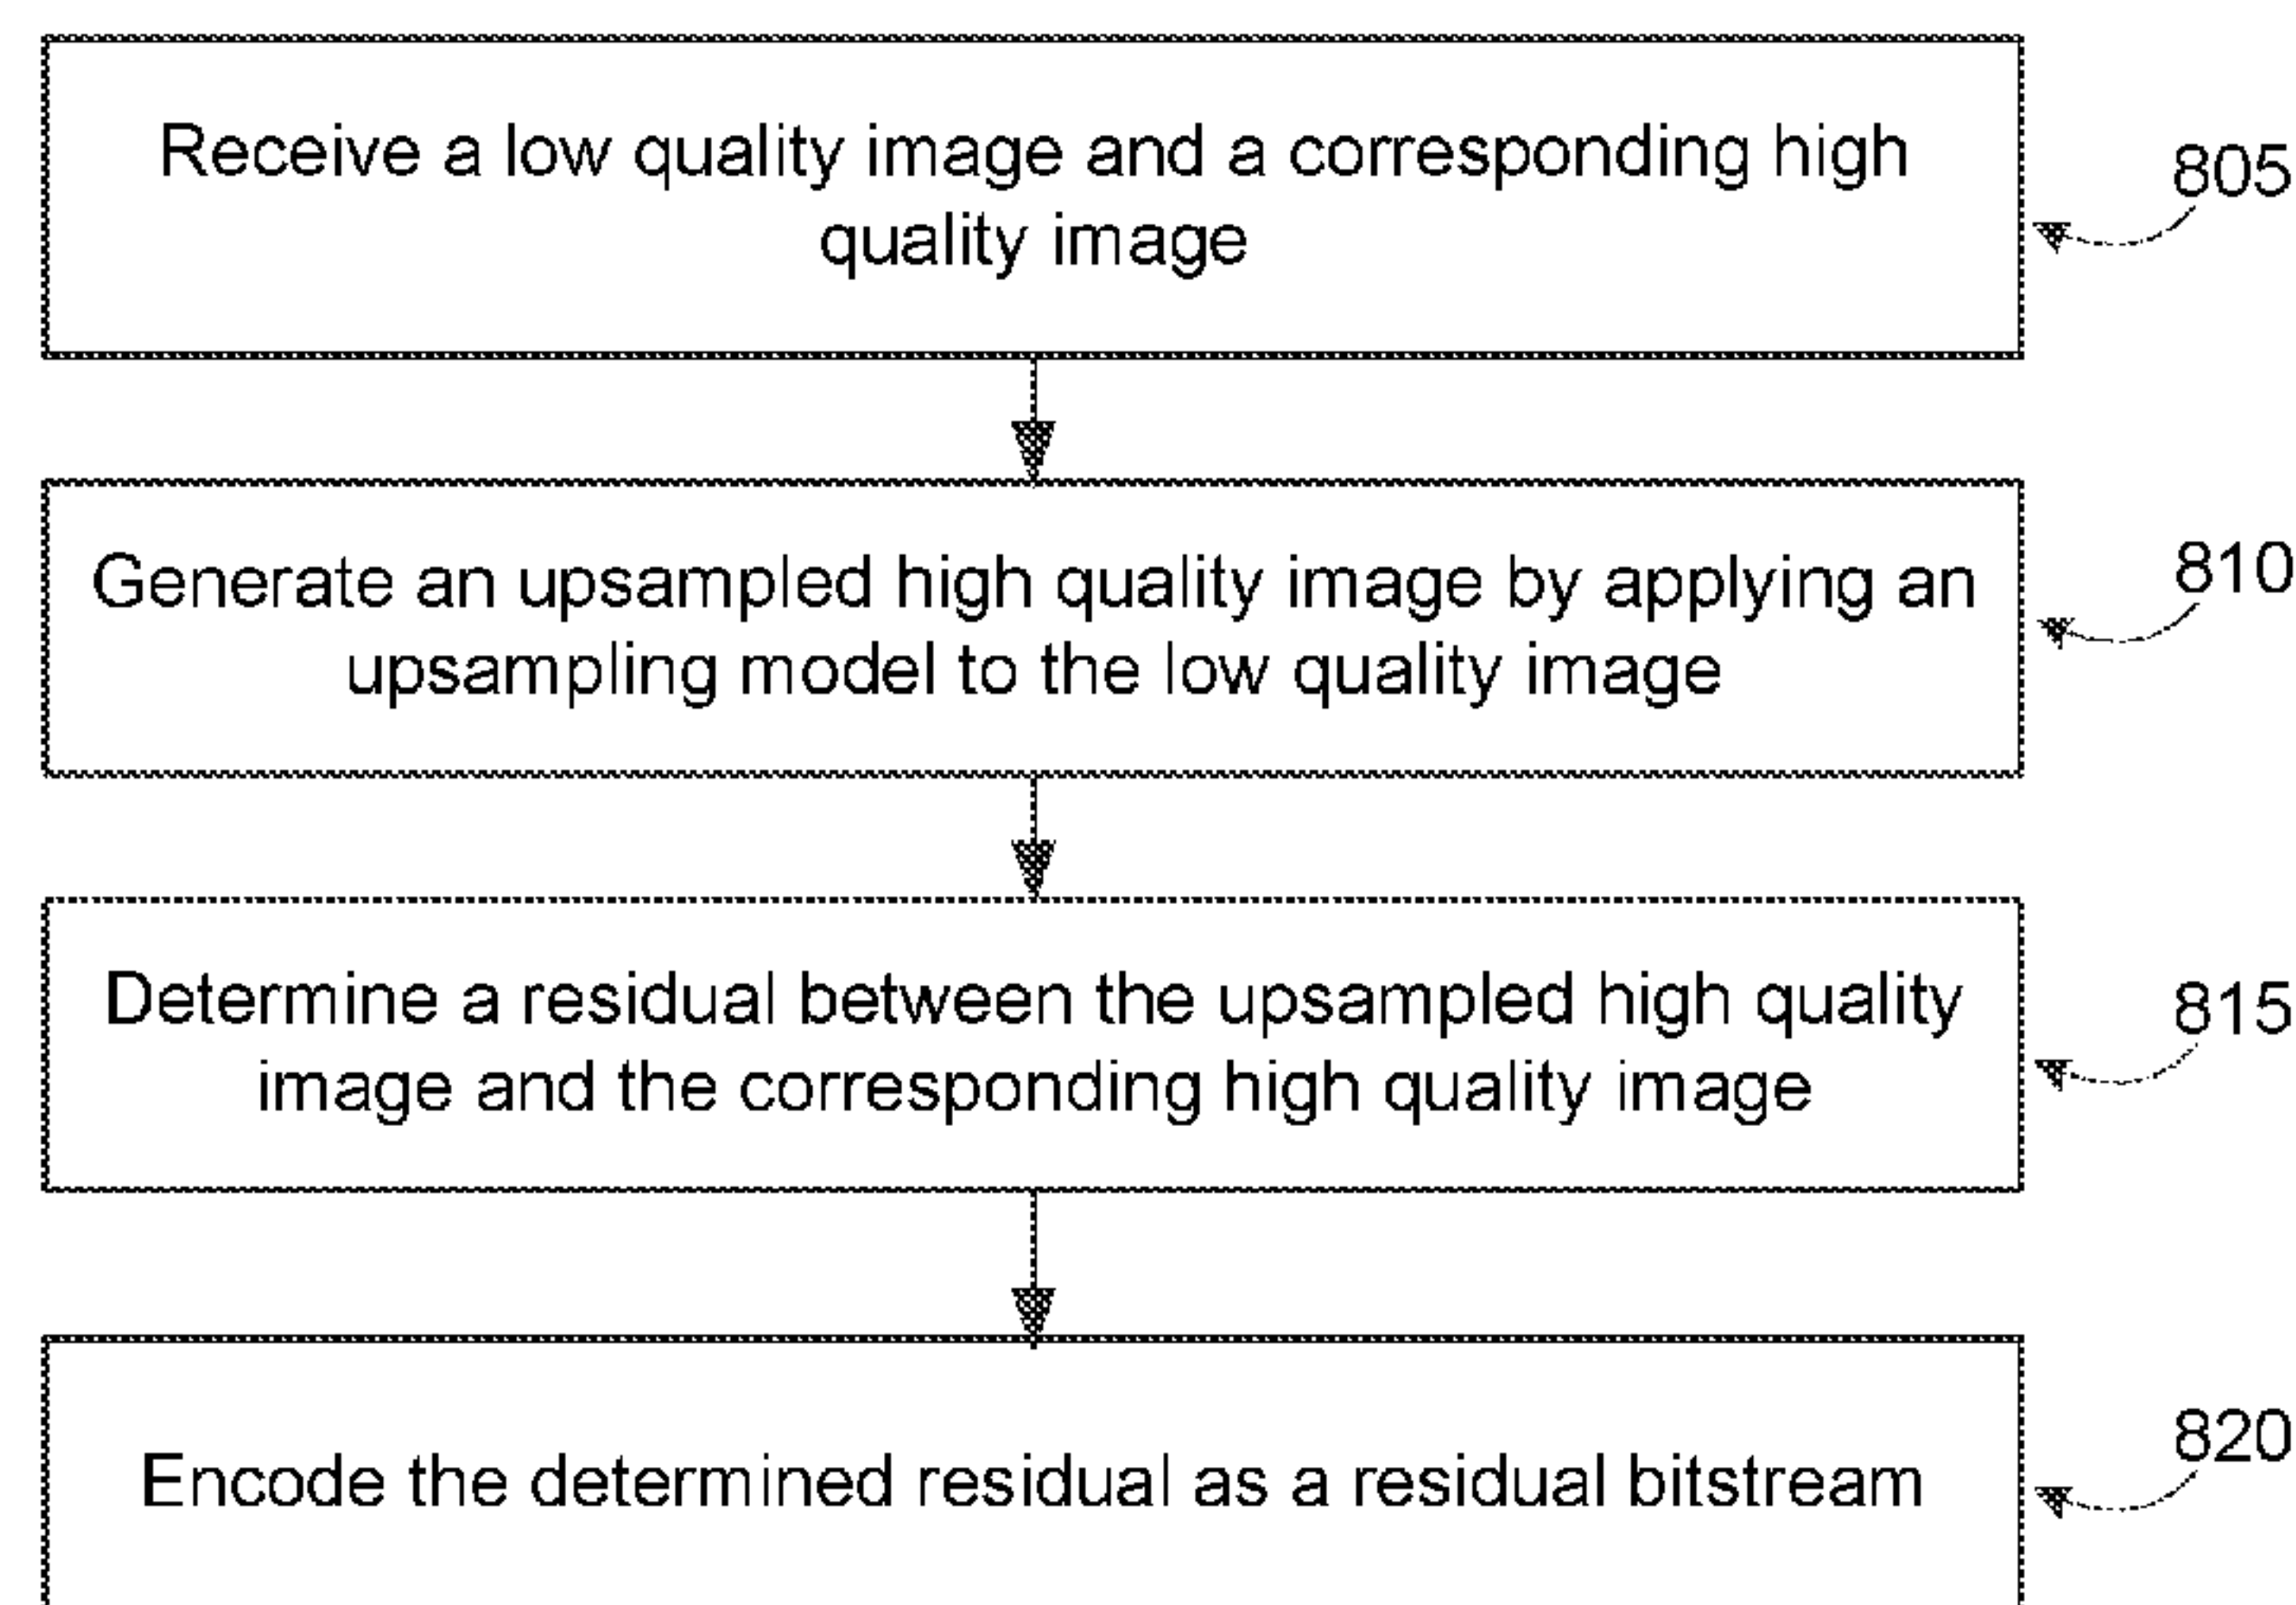 Receive a low quality image and a corresponding high
quality image
805
Generate an upsampled high quality image by applying an
upsampling model to the low quality image
810
Determine a residual between the upsampled high quality
image and the corresponding high quality image
815
Encode the determined residual as a residual bitstream
820